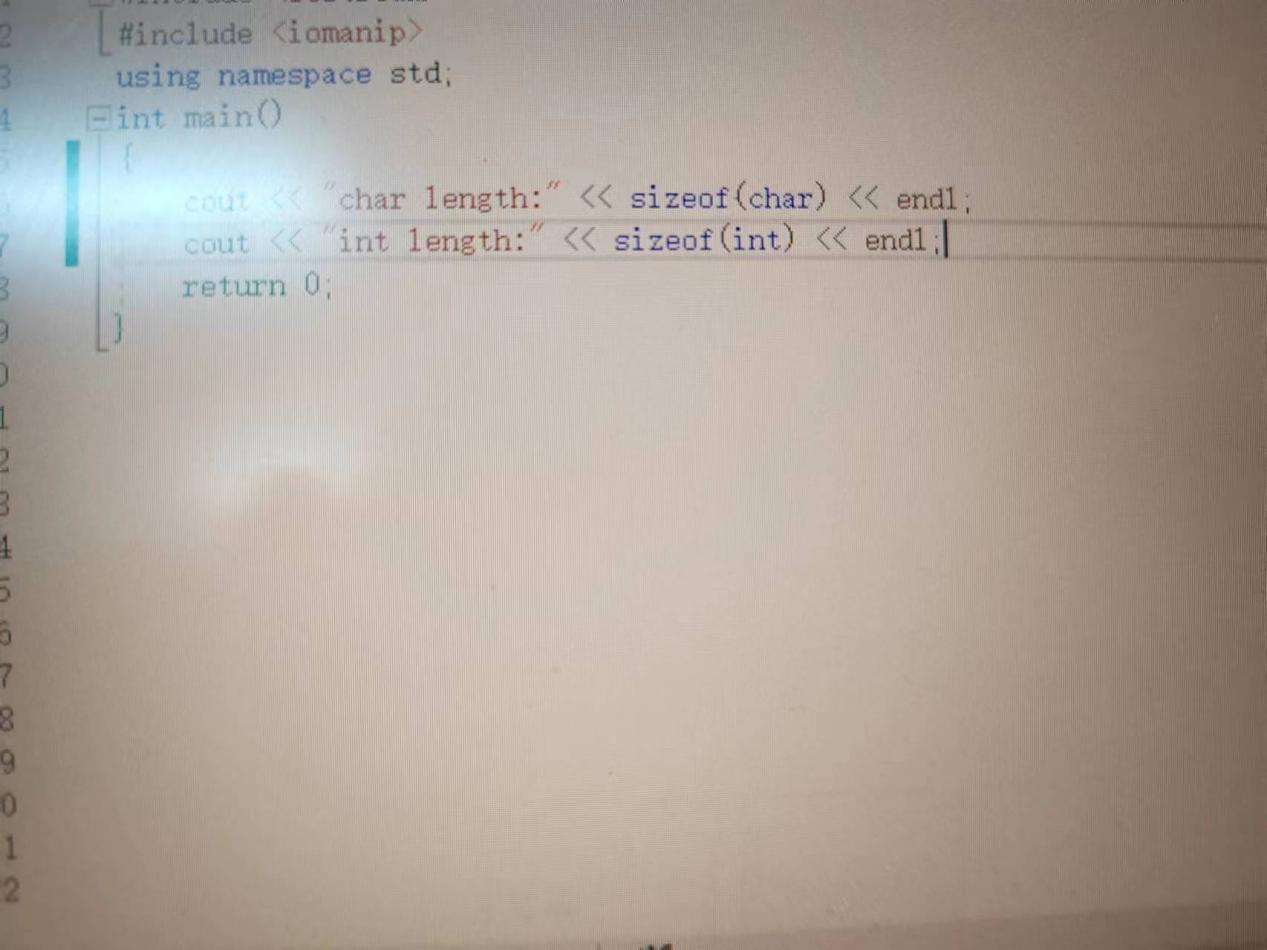 #include <iomanip>
using namespace std;
int main()
{
cout << "char length:" << sizeof(char) << endl;
cout << "int length:" << sizeof(int) << endl;
return 0;
}